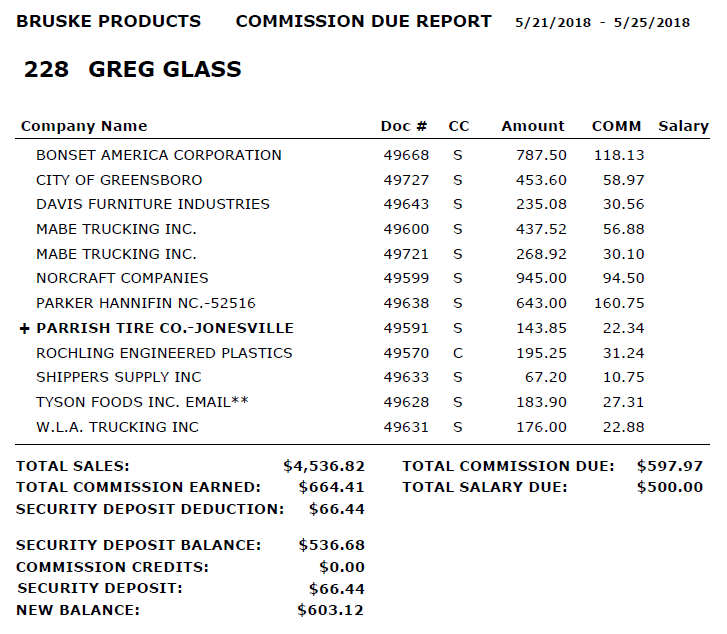 BRUSKE PRODUCTS COMMISSION DUE REPORT 5/21/2018 - 5/25/2018
228 GREG GLASS
Company Name Doc # CC Amount COMM Salary
BONSET AMERICA CORPORATION 49668 S 787.50 118.13
CITY OF GREENSBORO 49727 S 453.60 58.97
DAVIS FURNITURE INDUSTRIES 49643 S 235.08 30.56
MABE TRUCKING INC. 49600 S 437.52 56.88
MABE TRUCKING INC. 49721 S 268.92 30.10
NORCRAFT COMPANIES 49599 S 945.00 94.50
PARKER HANNIFIN NC.-52516 49638 S 643.00 160.75
+ PARRISH TIRE CO.-JONESVILLE 49591 S 143.85 22.34
ROCHLING ENGINEERED PLASTICS 49570 C 195.25 31.24
SHIPPERS SUPPLY INC 49633 S 67.20 10.75
TYSON FOODS INC. EMAIL** 49628 S 183.90 27.31
W.L.A. TRUCKING INC 49631 S 176.00 22.88
TOTAL SALES: $4,536.82 TOTAL COMMISSION DUE: $597.97
TOTAL COMMISSION EARNED: $664.41 TOTAL SALARY DUE: $500.00
SECURITY DEPOSIT DEDUCTION: $66.44
SECURITY DEPOSIT BALANCE: $536.68
COMMISSION CREDITS: $0.00
SECURITY DEPOSIT: $66.44
NEW BALANCE: $603.12